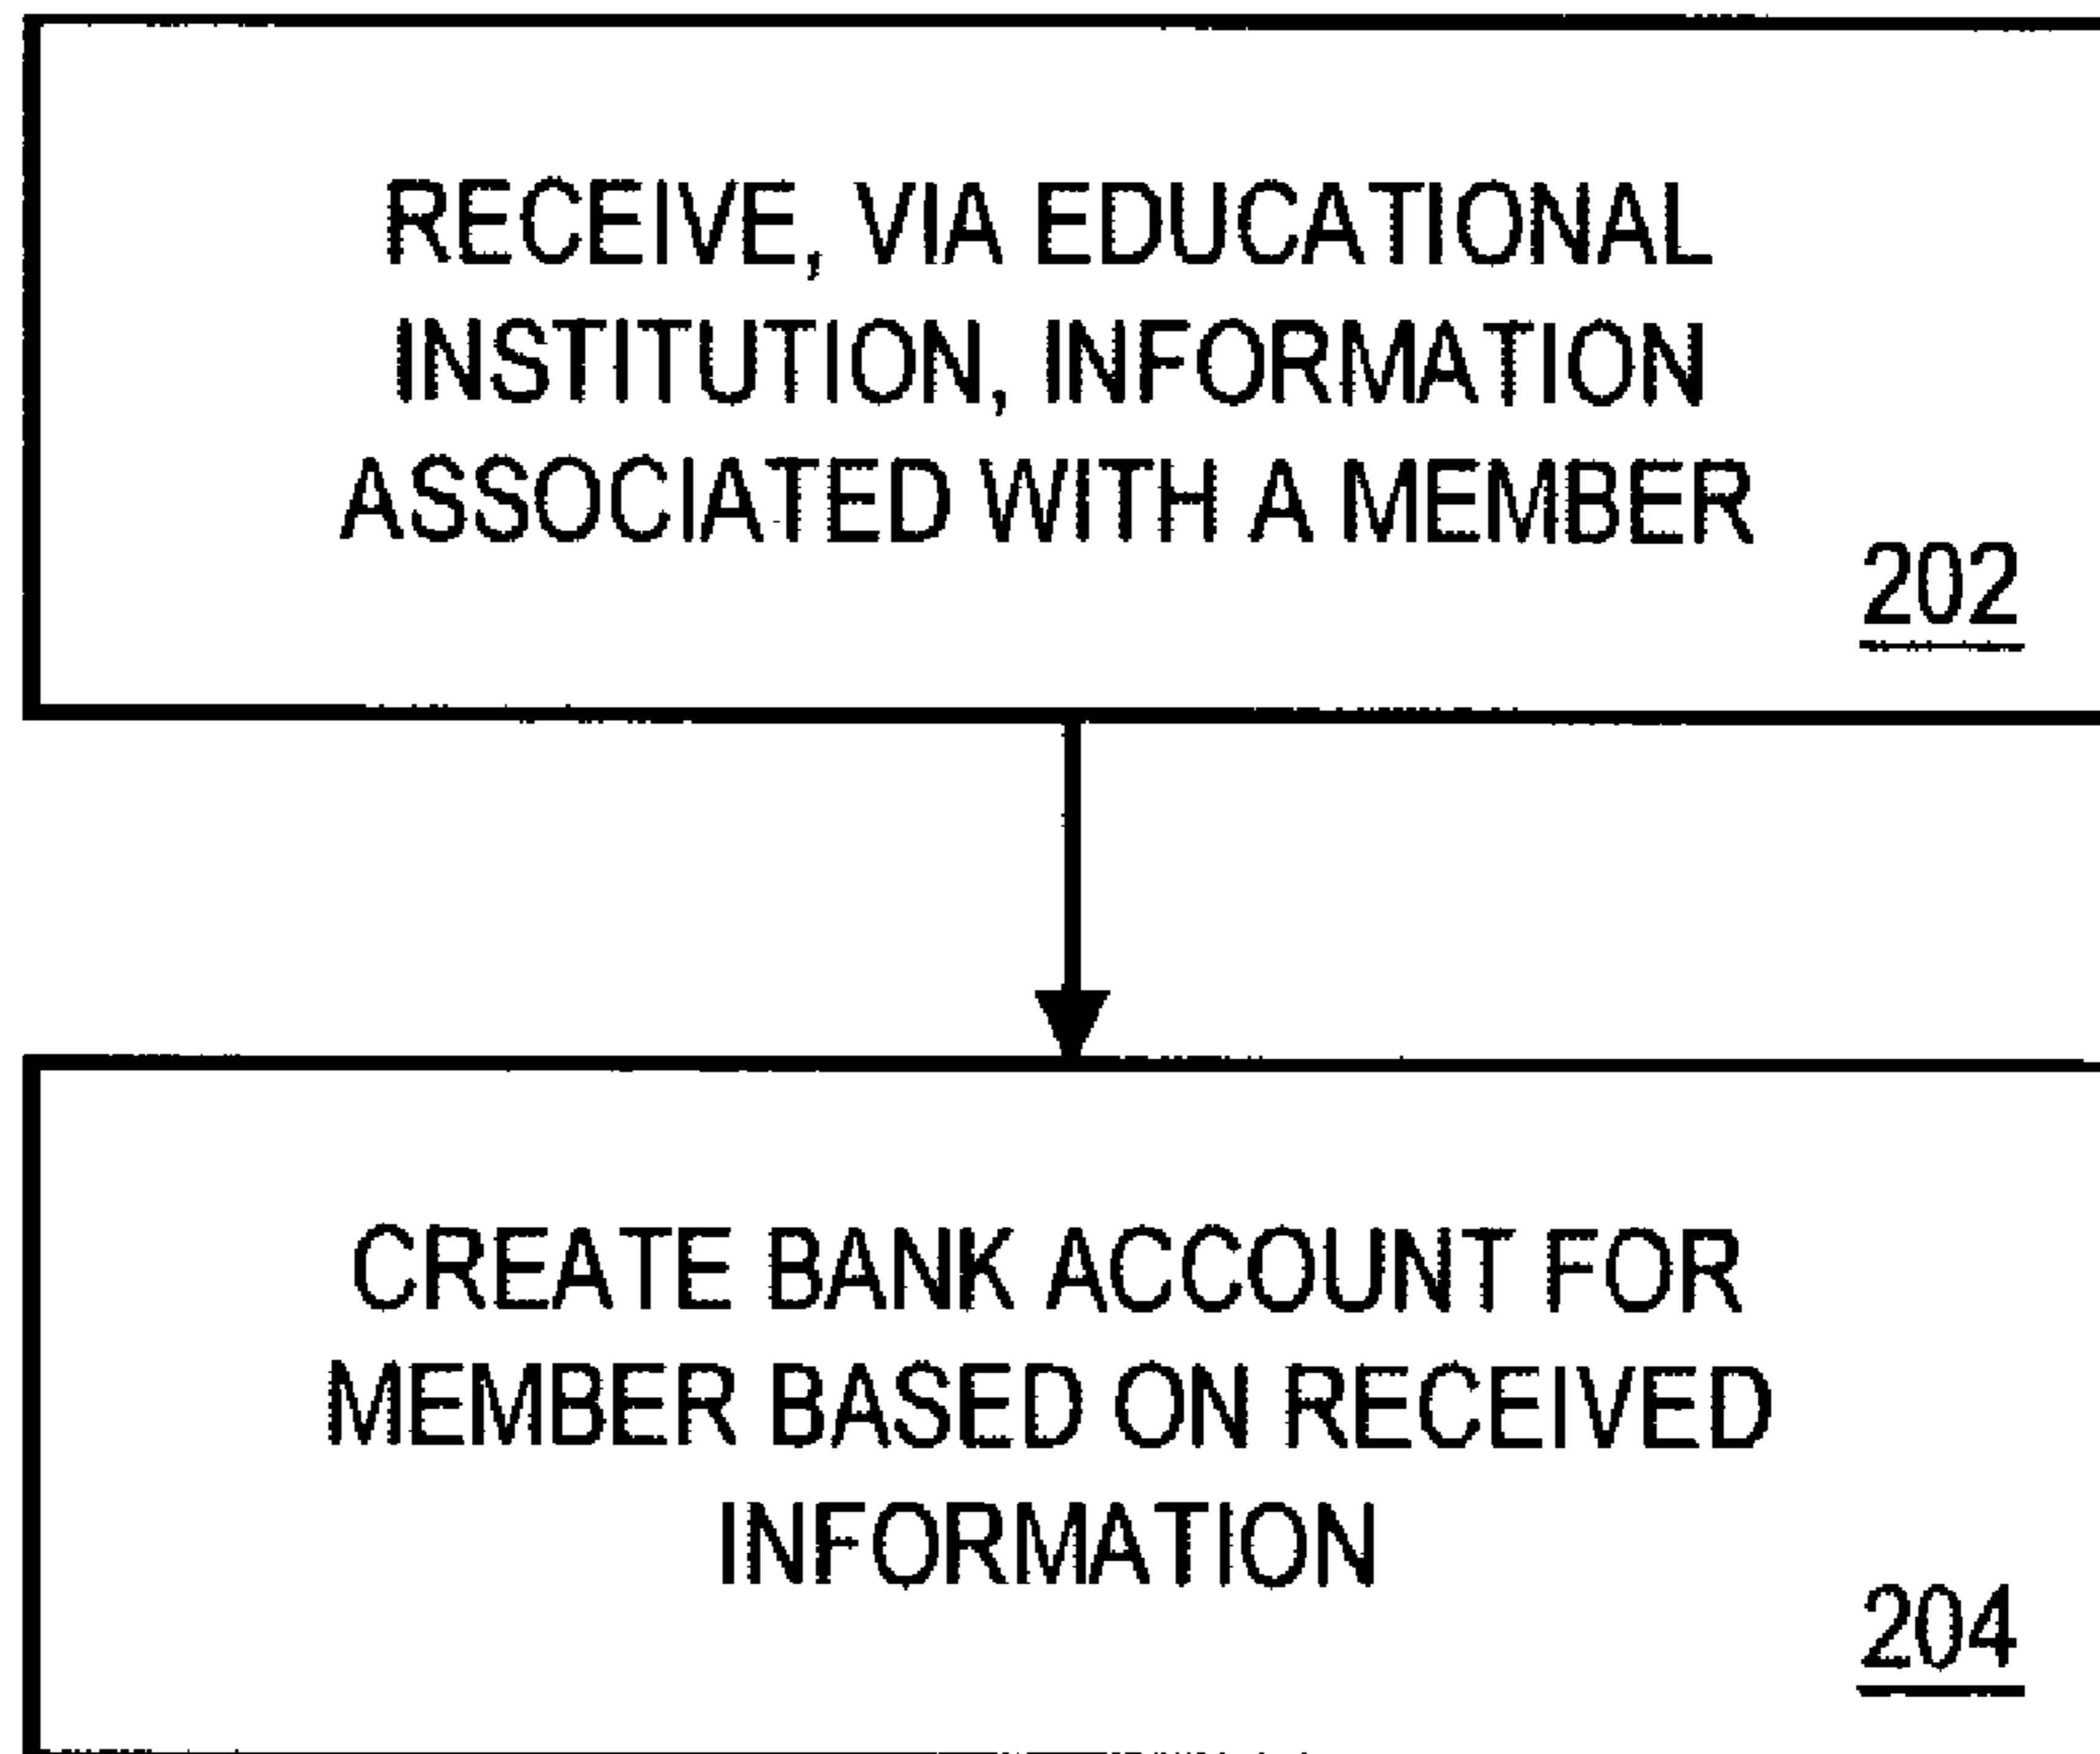 RECEIVE, VIA EDUCATIONAL
INSTITUTION, INFORMATION
ASSOCIATED WITH A MEMBER
202
CREATE BANK ACCOUNT FOR
MEMBER BASED ON RECEIVED
INFORMATION
204